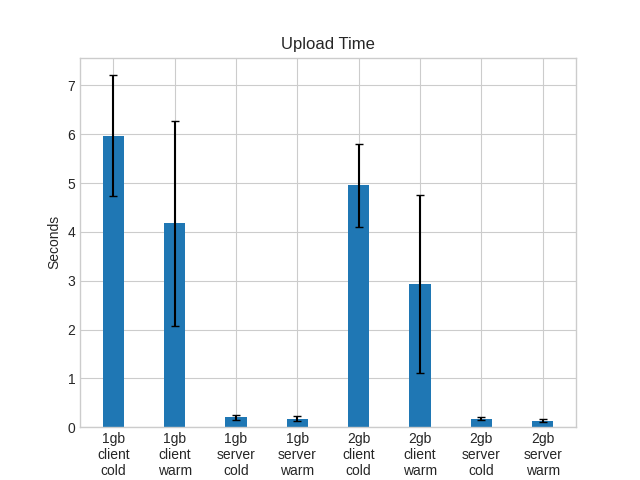 Upload Time
Seconds
7
6
5
4
3
2
1
0
1gb client cold
1gb client warm
1gb server cold
1gb server warm
2gb client cold
2gb client warm
2gb server cold
2gb server warm